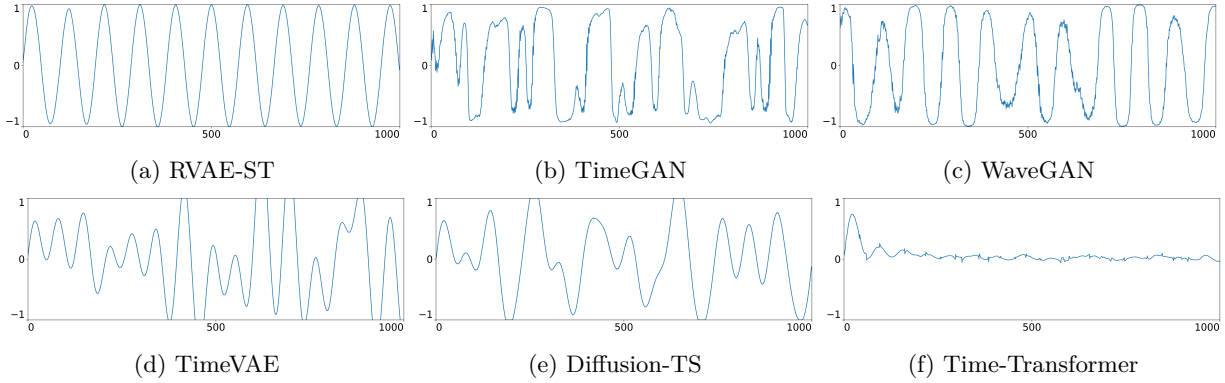 1 1 1
0 0 0
−1 −1 −1
0 500 1000 0 500 1000 0 500 1000
(a) RVAE-ST (b) TimeGAN (c) WaveGAN
1 1 1
0 0 0
−1 −1 −1
0 500 1000 0 500 1000 0 500 1000
(d) TimeVAE (e) Diffusion-TS (f) Time-Transformer